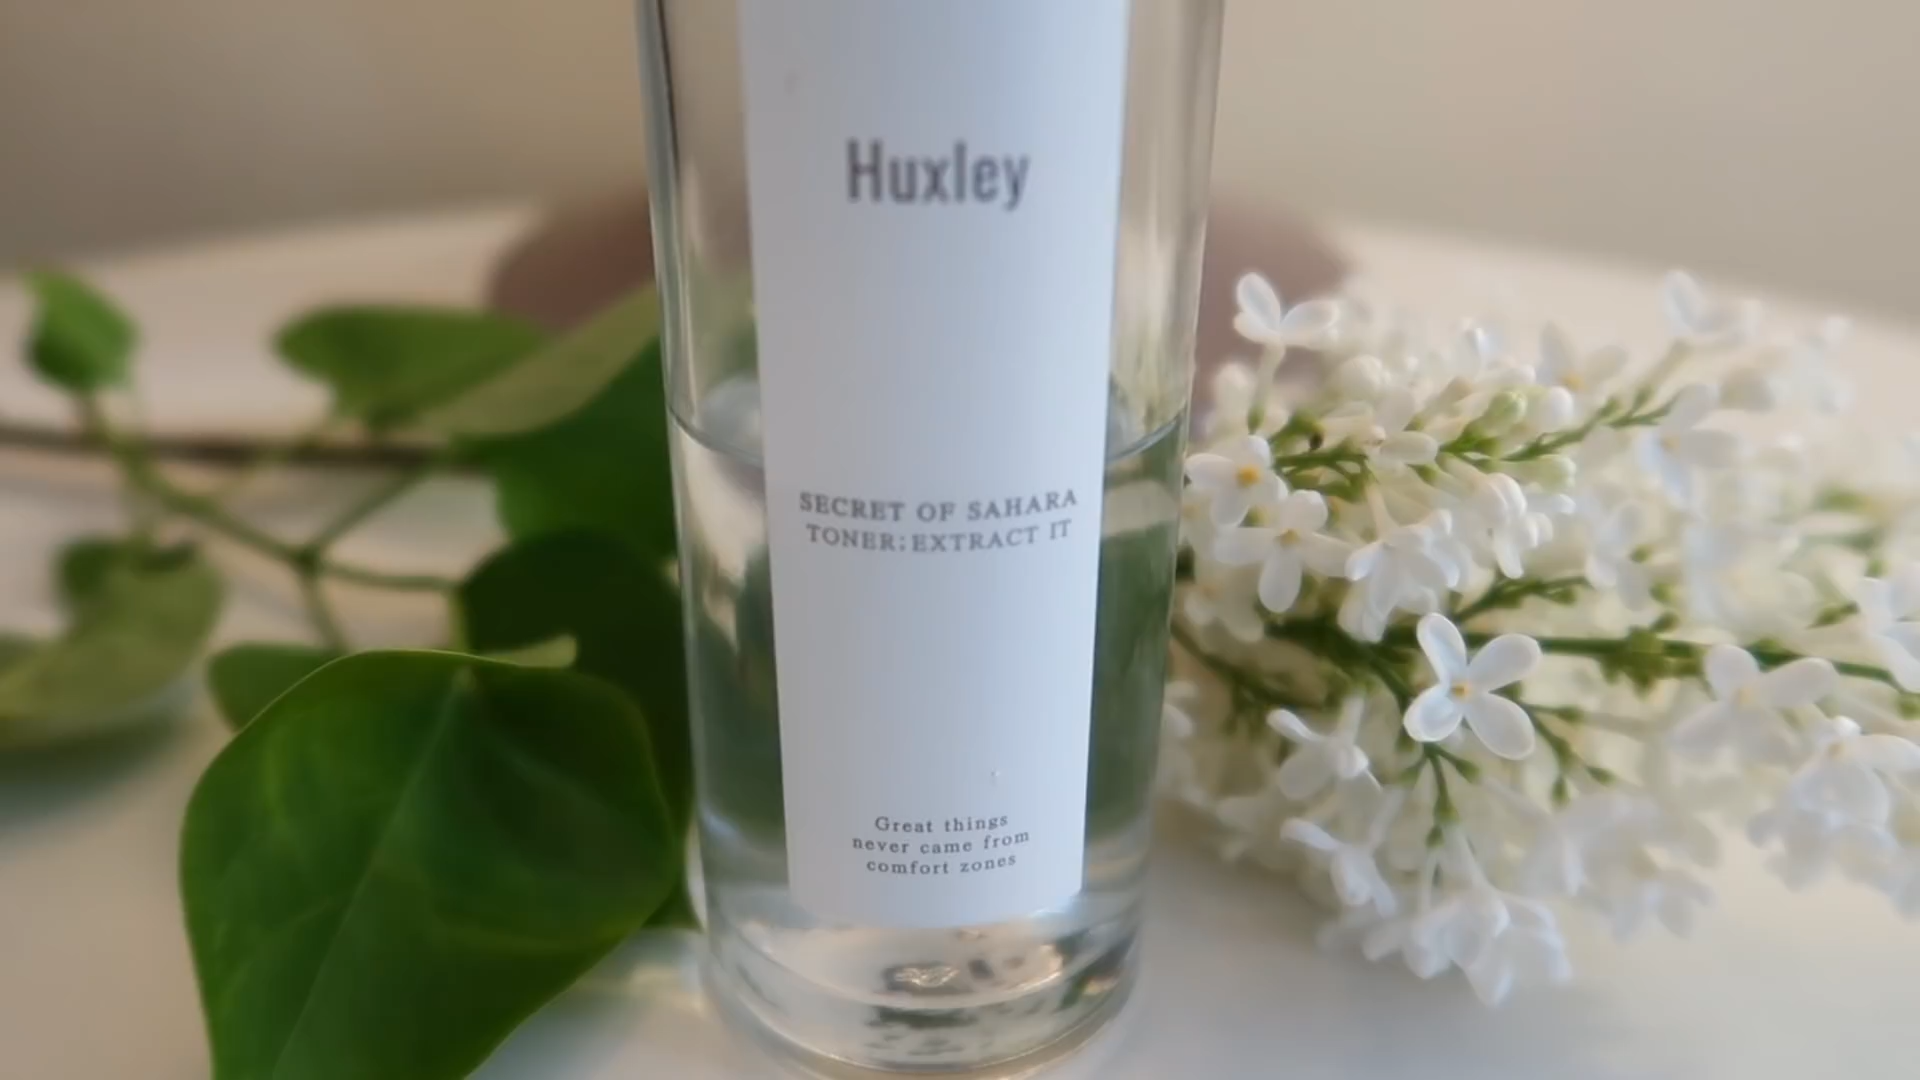 Huxley
SECRET OF SAHARA
TONER:EXTRACT IT
Great things
never came from
comfort zones